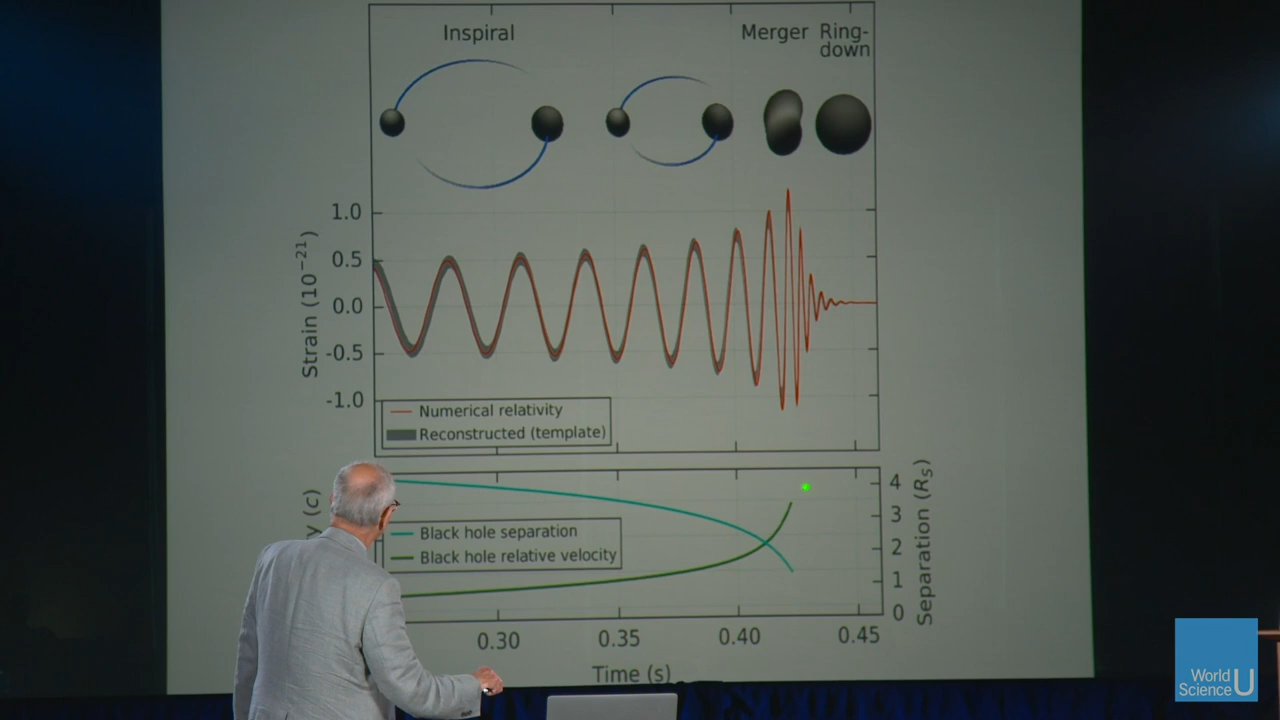 Inspiral
Merger
Ring-
down
1.0
0.5
0.0
-0.5
-1.0
Strain (10⁻²¹)
Numerical relativity
Reconstructed (template)
Black hole separation
Black hole relative velocity
y (c)
4
3
2
1
0
Separation (R_S)
0.30
0.35
0.40
0.45
Time (s)
World
Science U